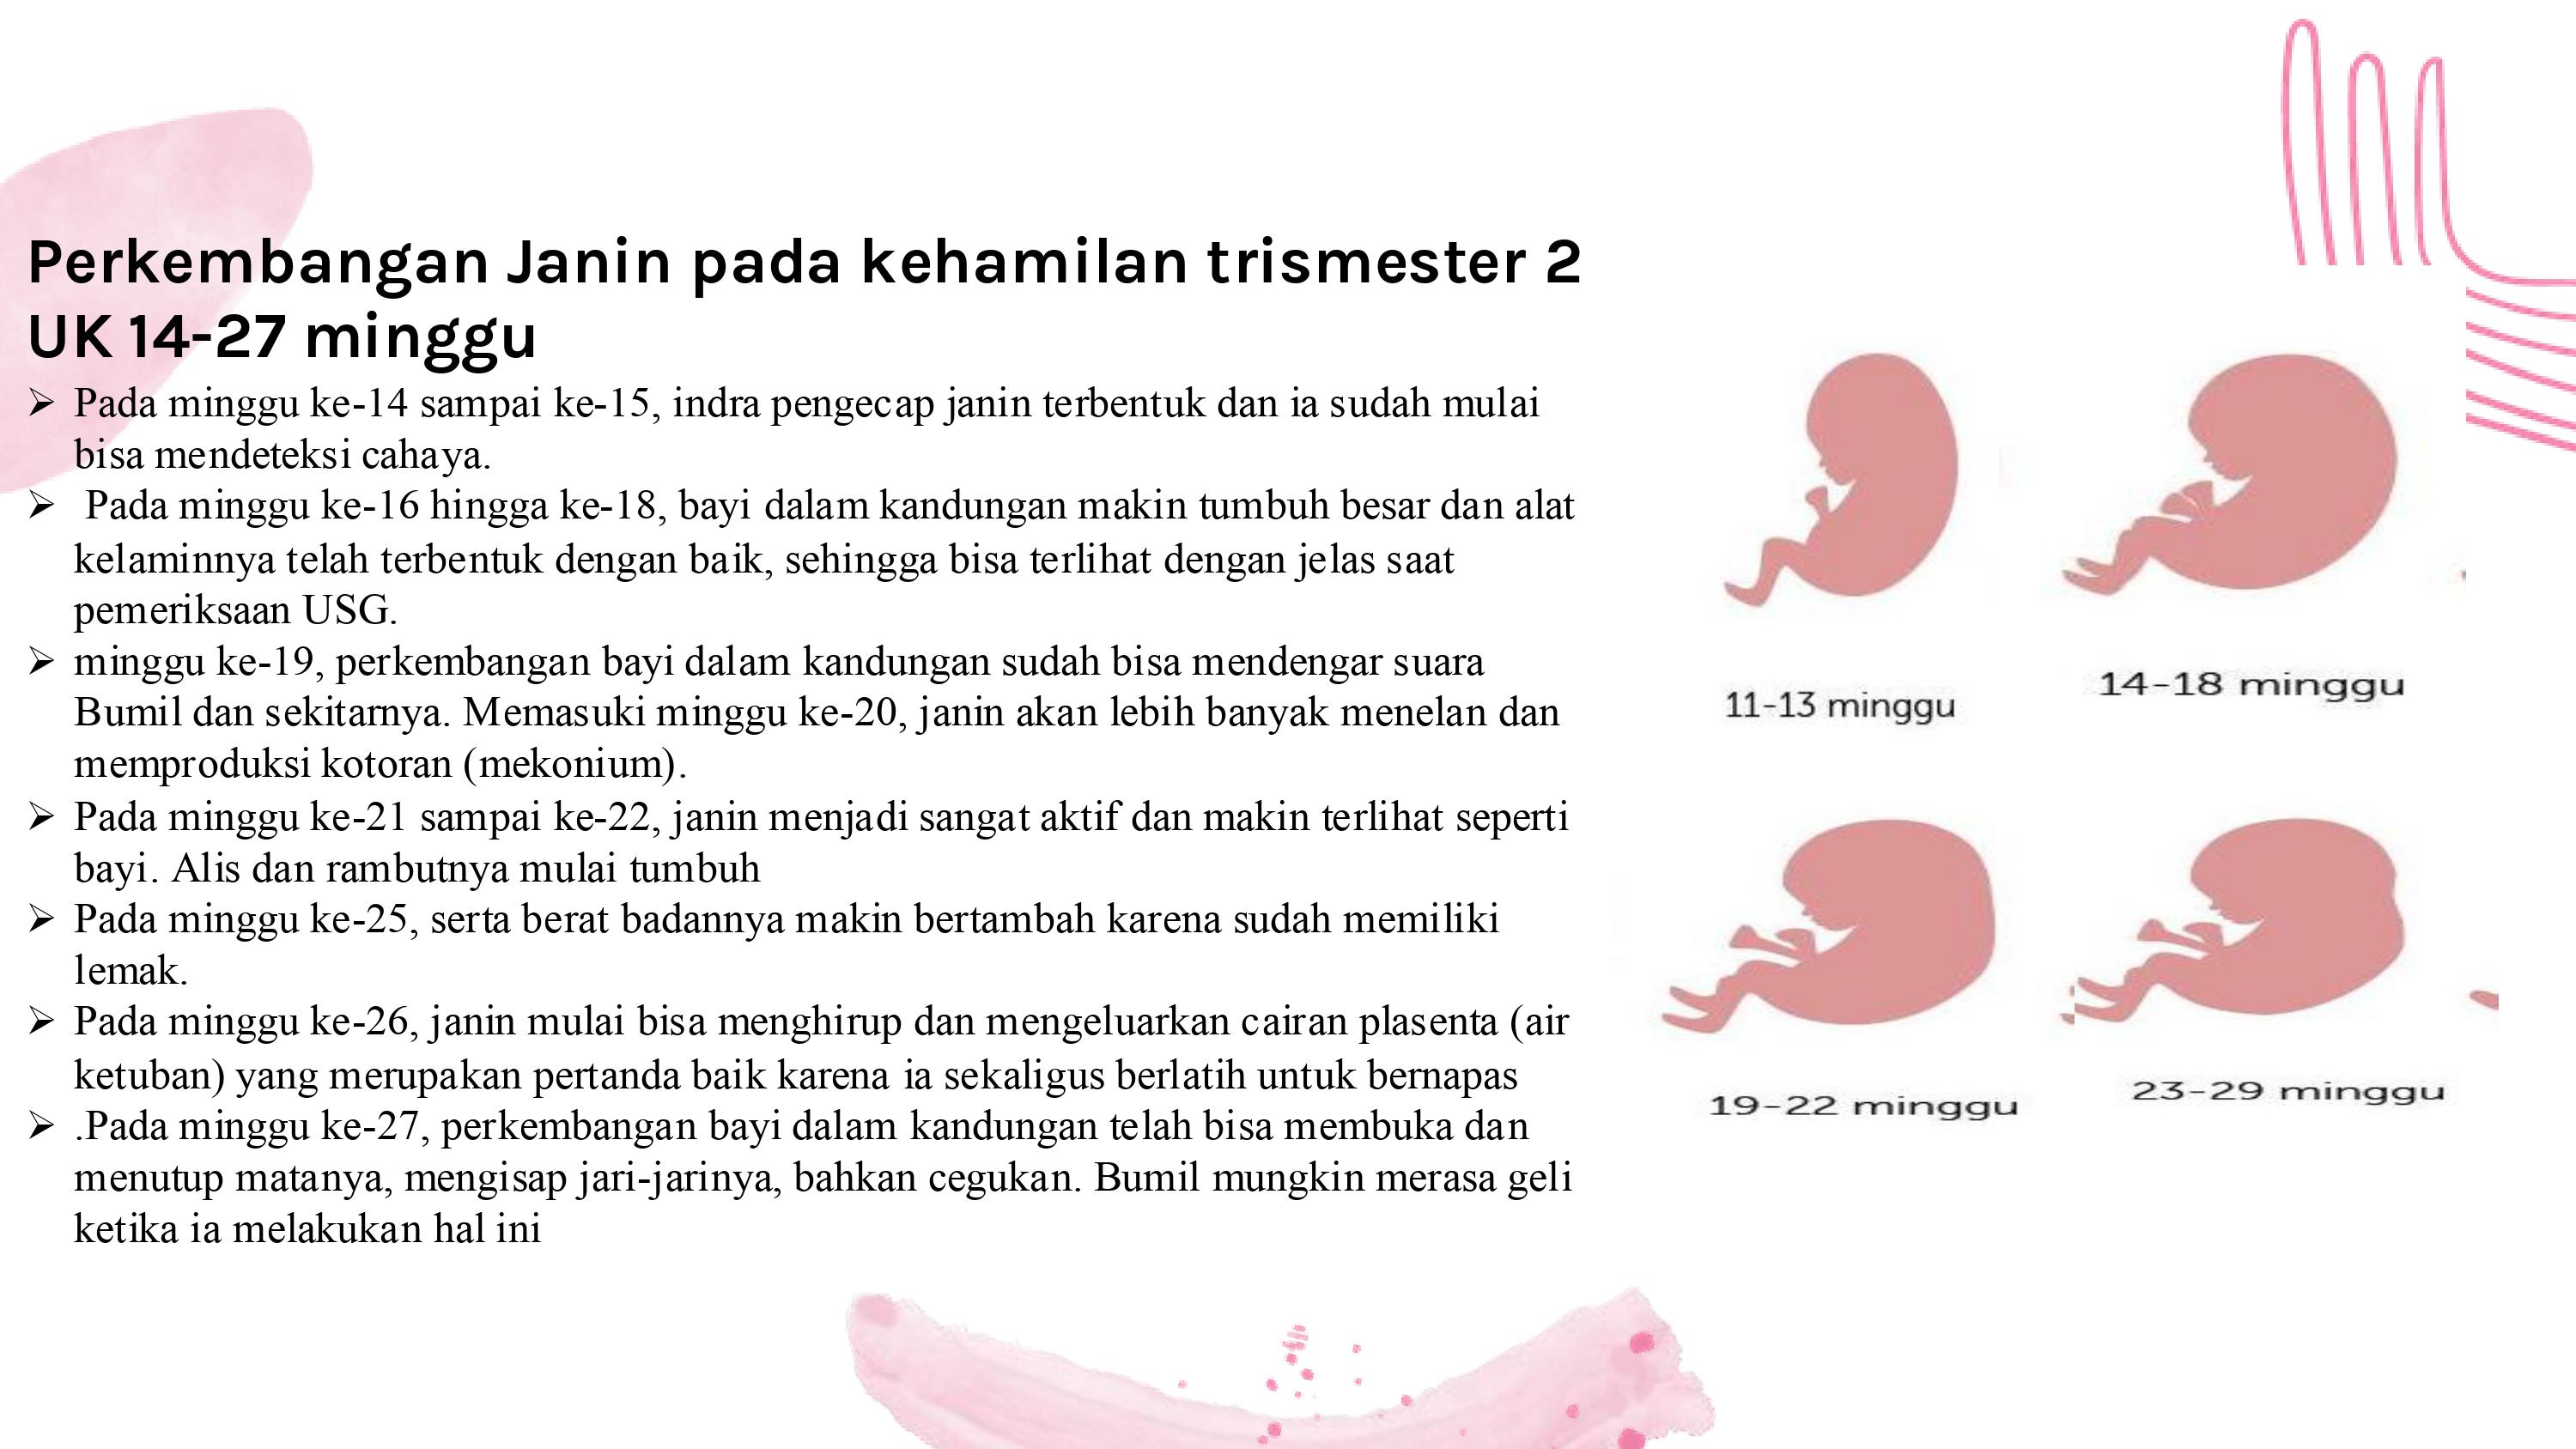 Perkembangan Janin pada kehamilan trismester 2
UK 14-27 minggu
➢ Pada minggu ke-14 sampai ke-15, indra pengecap janin terbentuk dan ia sudah mulai
bisa mendeteksi cahaya.
➢ Pada minggu ke-16 hingga ke-18, bayi dalam kandungan makin tumbuh besar dan alat
kelaminnya telah terbentuk dengan baik, sehingga bisa terlihat dengan jelas saat
pemeriksaan USG.
➢ minggu ke-19, perkembangan bayi dalam kandungan sudah bisa mendengar suara
Bumil dan sekitarnya. Memasuki minggu ke-20, janin akan lebih banyak menelan dan
memproduksi kotoran (mekonium).
➢ Pada minggu ke-21 sampai ke-22, janin menjadi sangat aktif dan makin terlihat seperti
bayi. Alis dan rambutnya mulai tumbuh
➢ Pada minggu ke-25, serta berat badannya makin bertambah karena sudah memiliki
lemak.
➢ Pada minggu ke-26, janin mulai bisa menghirup dan mengeluarkan cairan plasenta (air
ketuban) yang merupakan pertanda baik karena ia sekaligus berlatih untuk bernapas
➢ .Pada minggu ke-27, perkembangan bayi dalam kandungan telah bisa membuka dan
menutup matanya, mengisap jari-jarinya, bahkan cegukan. Bumil mungkin merasa geli
ketika ia melakukan hal ini
11-13 minggu
14-18 minggu
19-22 minggu
23-29 minggu